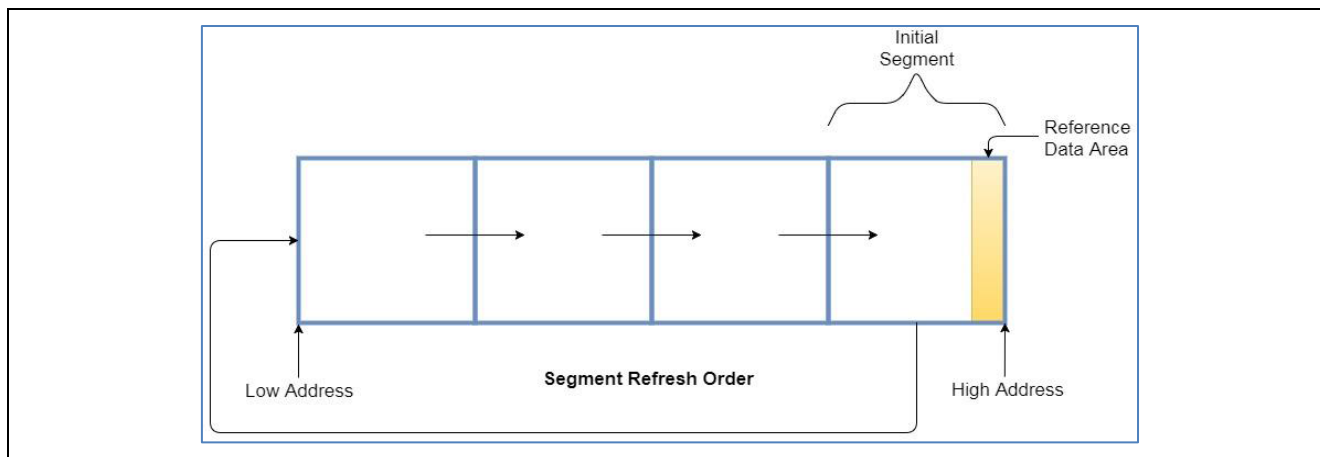 Initial
Segment
Reference
Data Area
Low Address
Segment Refresh Order
High Address